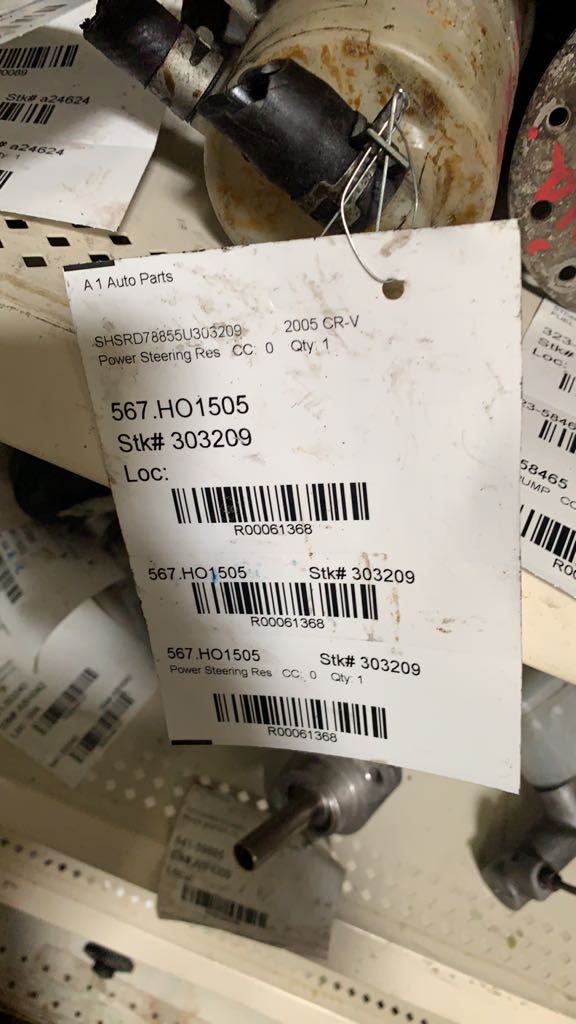 Stk# a24624
# a24624
A 1 Auto Parts
SHSRD78855U303209 2005 CR-V
Power Steering Res CC: 0 Qty: 1
567.HO1505
Stk# 303209
Loc:
R00061368
567.HO1505 Stk# 303209
R00061368
567.HO1505 Stk# 303209
Power Steering Res CC: 0 Qty: 1
R00061368
323-
Stk#
Loc:
58465